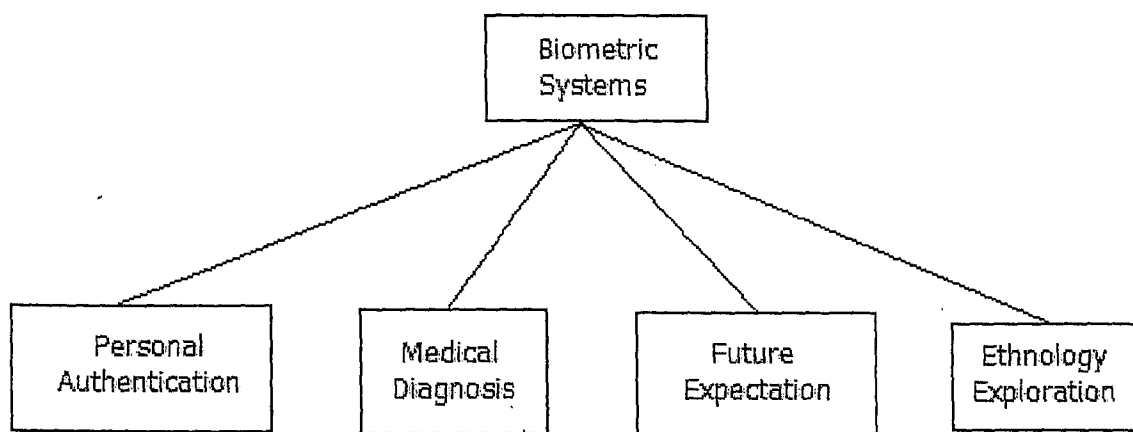 Biometric
Systems
Personal
Authentication
Medical
Diagnosis
Future
Expectation
Ethnology
Exploration